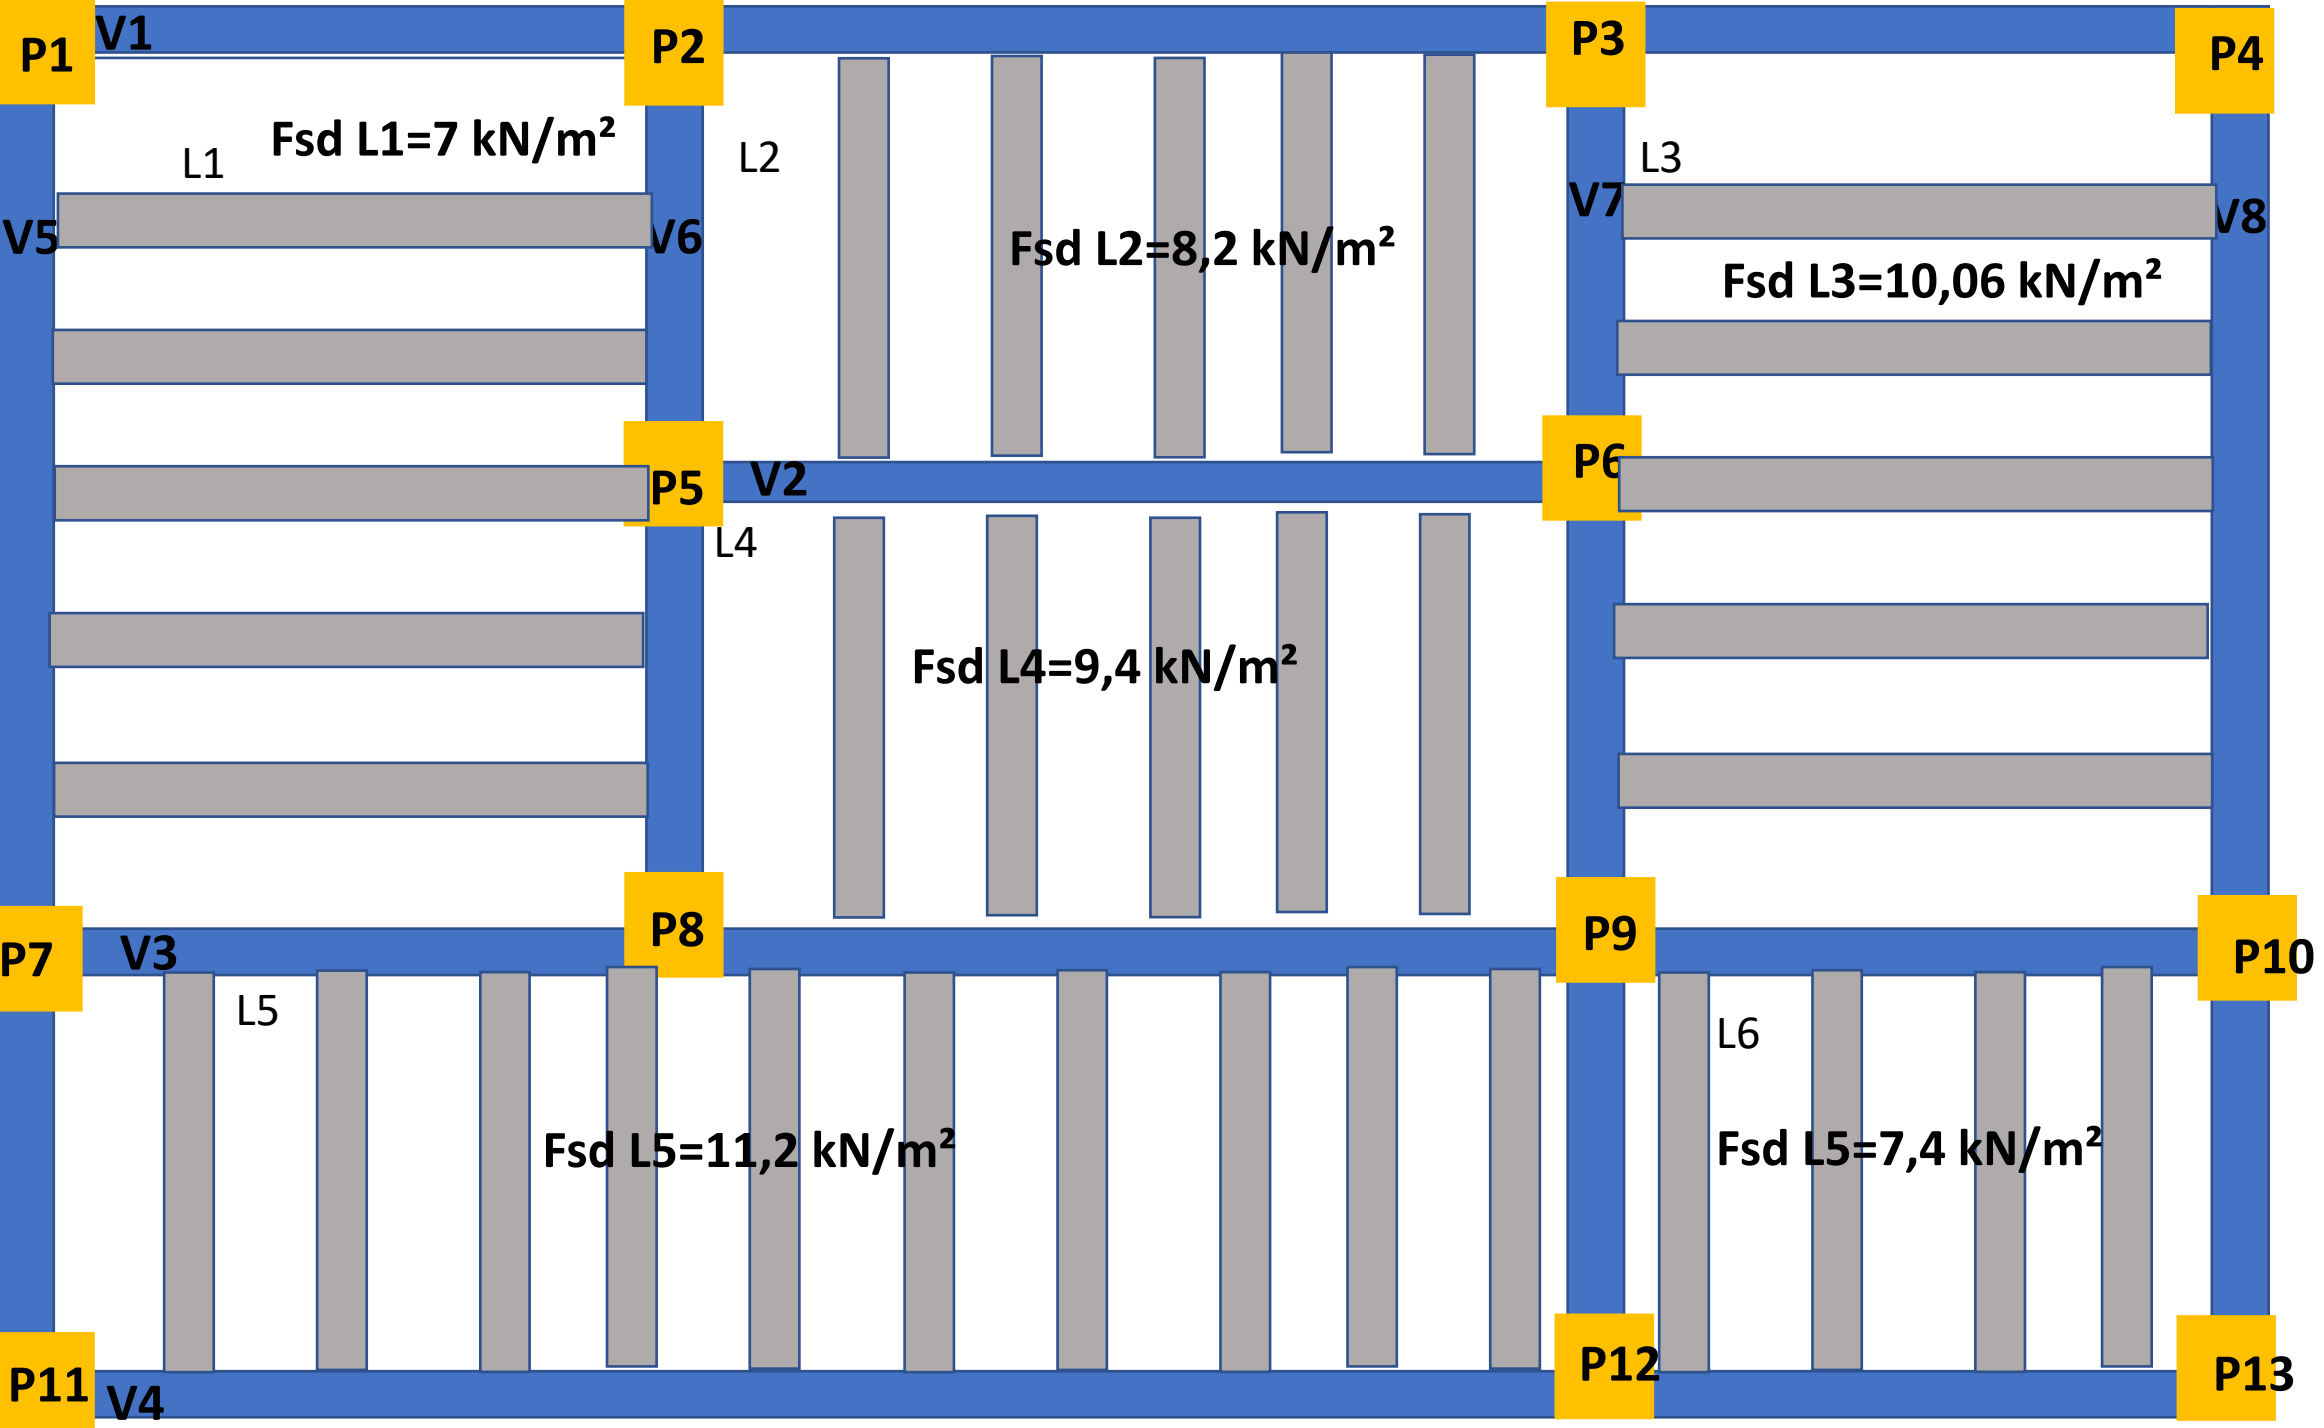 P1
V1
P2
P3
P4
L1
Fsd L1=7 kN/m²
L2
L3
V5
V6
Fsd L2=8,2 kN/m²
V7
V8
Fsd L3=10,06 kN/m²
P5
V2
P6
L4
Fsd L4=9,4 kN/m²
P7
V3
P8
P9
P10
L5
L6
Fsd L5=11,2 kN/m²
Fsd L5=7,4 kN/m²
P11
V4
P12
P13